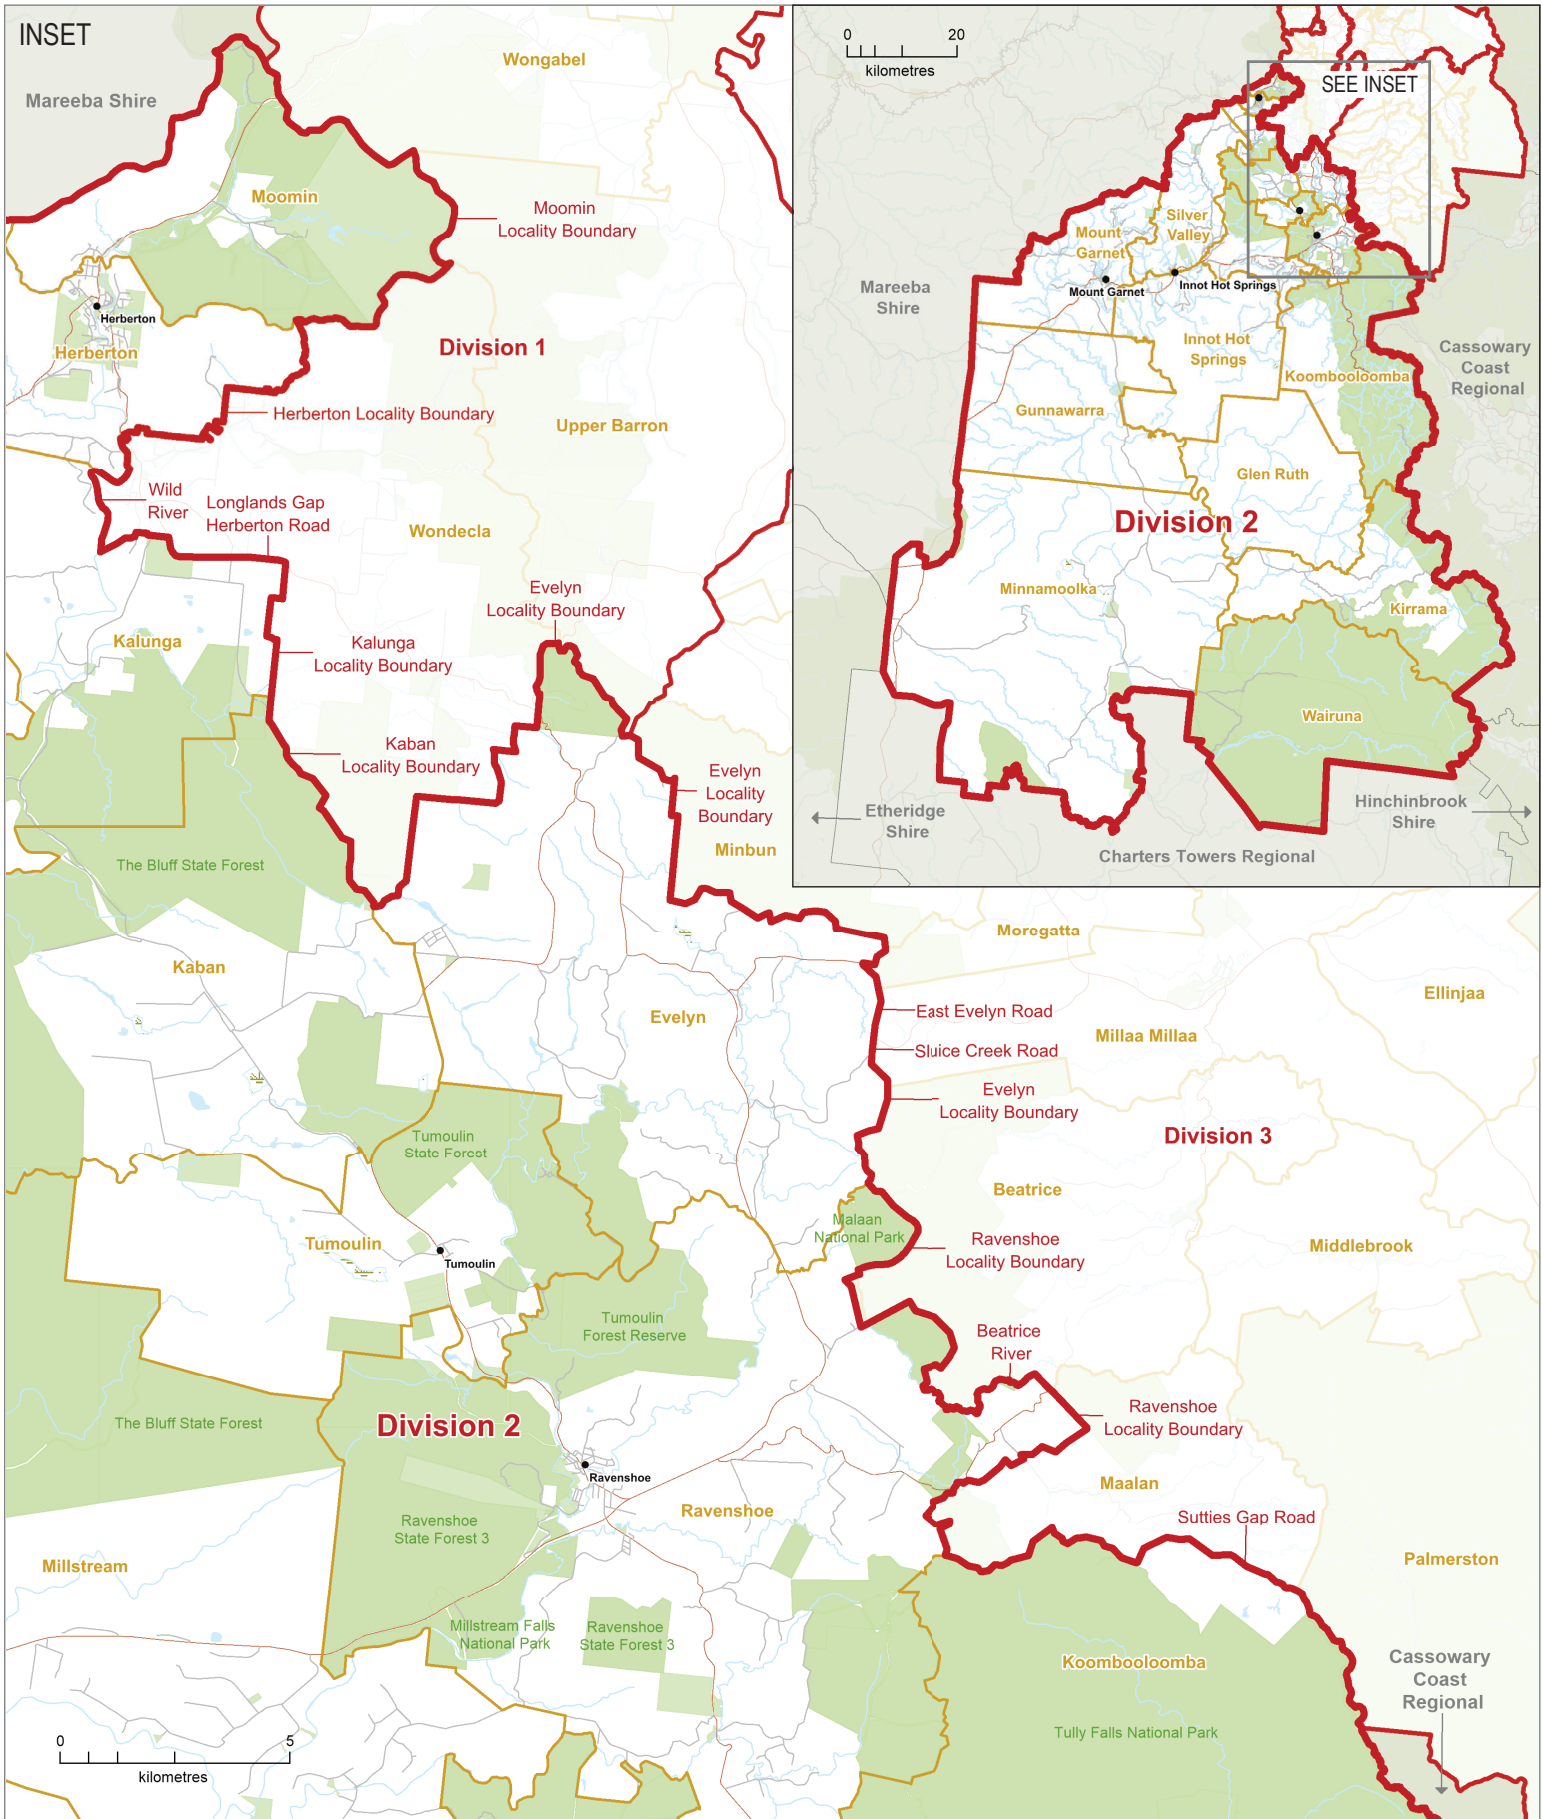 INSET
Mareeba Shire
Wongabel
Moomin
Moomin
Locality Boundary
Herberton
Herberton
Division 1
Herberton Locality Boundary
Upper Barron
Wild
River
Longlands Gap
Herberton Road
Wondecla
Evelyn
Locality Boundary
Kalunga
Kalunga
Locality Boundary
Kaban
Locality Boundary
Evelyn
Locality
Boundary
Minbun
The Bluff State Forest
Kaban
Evelyn
Morogatta
Ellinjaa
East Evelyn Road
Millaa Millaa
Sluice Creek Road
Evelyn
Locality Boundary
Division 3
Tumoulin
State Forest
Beatrice
Malaan
National Park
Ravenshoe
Locality Boundary
Middlebrook
Tumoulin
Tumoulin
Tumoulin
Forest Reserve
Beatrice
River
The Bluff State Forest
Division 2
Ravenshoe
Locality Boundary
Ravenshoe
Ravenshoe
Maalan
Sutties Gap Road
Ravenshoe
State Forest 3
Millstream
Palmerston
Millstream Falls
National Park
Ravenshoe
State Forest 3
Koombooloomba
Cassowary
Coast
Regional
Tully Falls National Park
0 5
kilometres
0 20
kilometres
SEE INSET
Silver
Valley
Mount
Garnet
Mount Garnet
Innot Hot Springs
Mareeba
Shire
Innot Hot
Springs
Koombooloomba
Cassowary
Coast
Regional
Gunnawarra
Glen Ruth
Division 2
Minnamoolka
Kirrama
Wairuna
Etheridge
Shire
Hinchinbrook
Shire
Charters Towers Regional